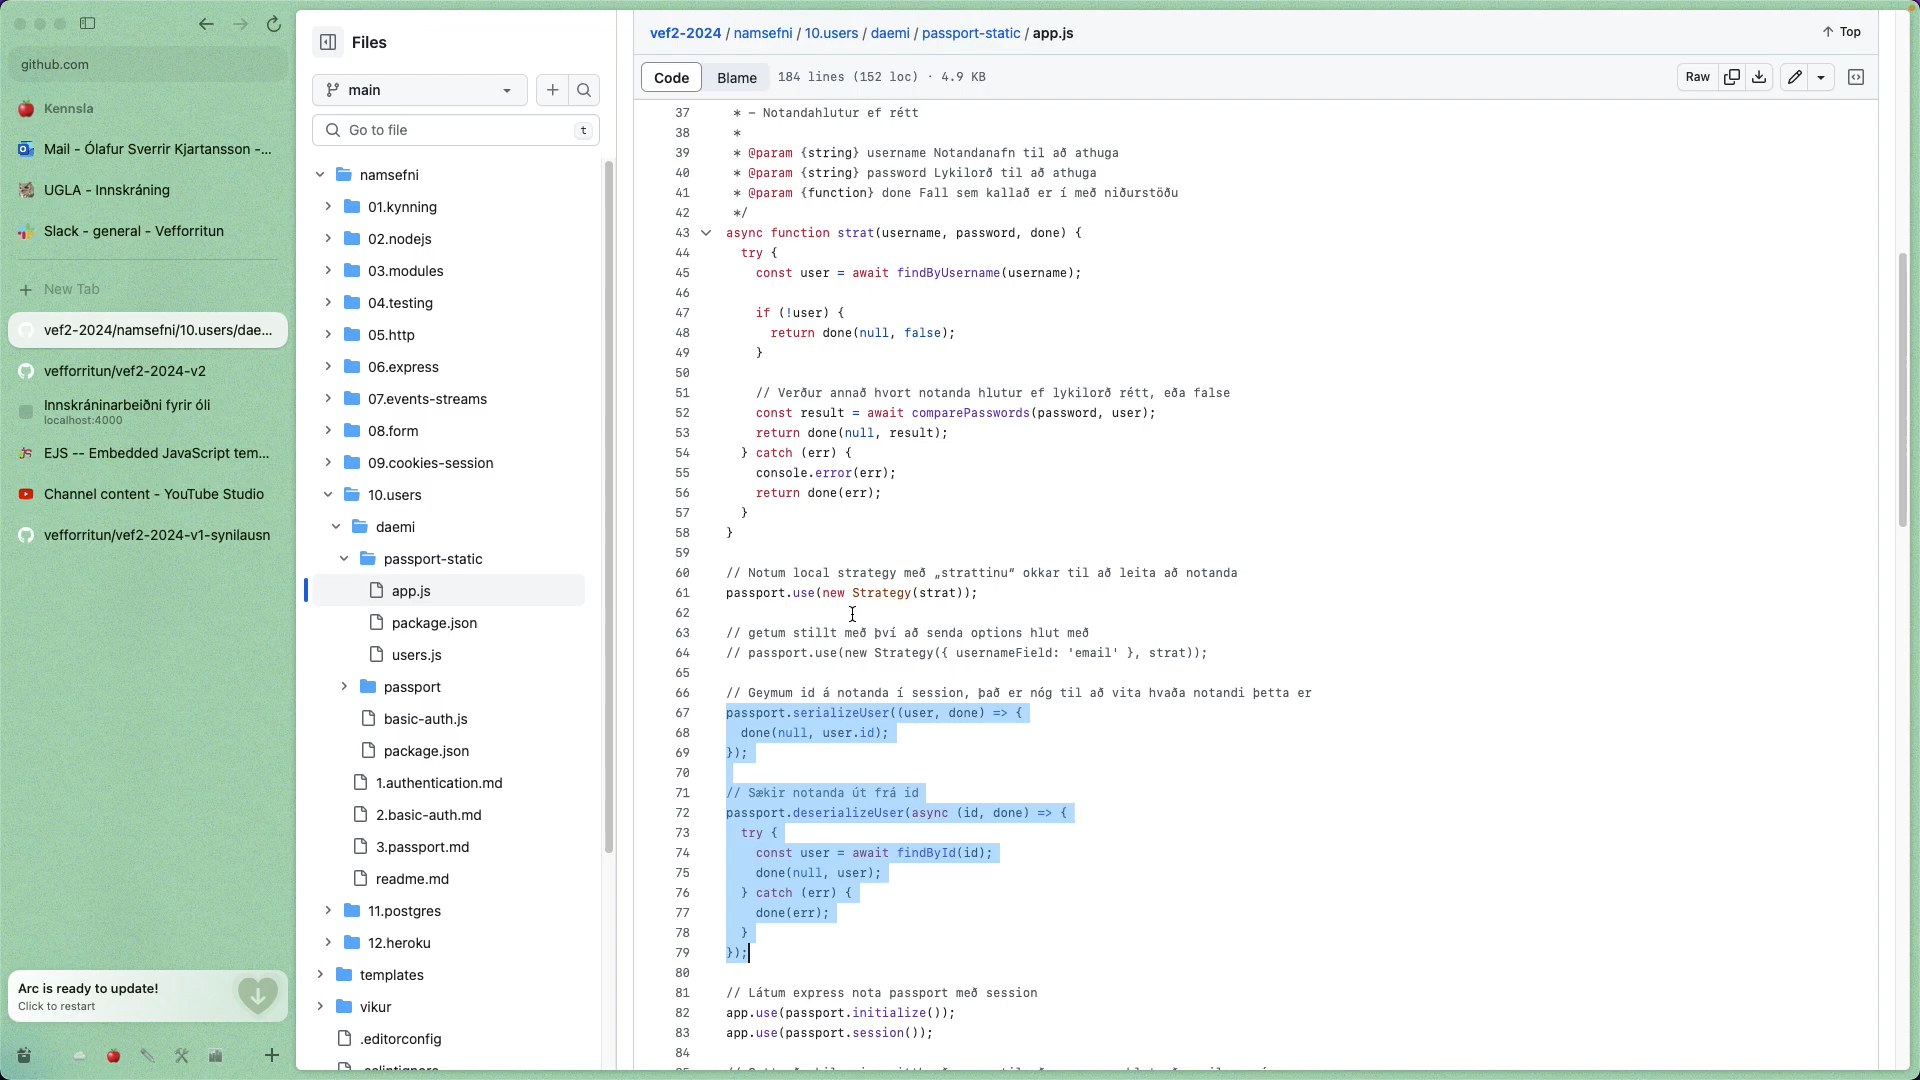 github.com
Kennsla
Mail - Ólafur Sverrir Kjartansson -...
UGLA - Innskráning
Slack - general - Vefforritun
New Tab
vef2-2024/namsefni/10.users/dae...
vefforritun/vef2-2024-v2
Innskráninarbeiðni fyrir óli
localhost:4000
EJS -- Embedded JavaScript tem...
Channel content - YouTube Studio
vefforritun/vef2-2024-v1-synilausn
Arc is ready to update!
Click to restart
Files
main
Go to file
t
namsefni
01.kynning
02.nodejs
03.modules
04.testing
05.http
06.express
07.events-streams
08.form
09.cookies-session
10.users
daemi
passport-static
app.js
package.json
users.js
passport
basic-auth.js
package.json
1.authentication.md
2.basic-auth.md
3.passport.md
readme.md
11.postgres
12.heroku
templates
vikur
.editorconfig
vef2-2024 / namsefni / 10.users / daemi / passport-static / app.js
Top
Code
Blame
184 lines (152 loc) · 4.9 KB
Raw
37 * - Notandahlutur ef rétt
38 *
39 * @param {string} username Notandanafn til að athuga
40 * @param {string} password Lykilorð til að athuga
41 * @param {function} done Fall sem kallað er í með niðurstöðu
42 */
43 async function strat(username, password, done) {
44 try {
45 const user = await findByUsername(username);
46
47 if (!user) {
48 return done(null, false);
49 }
50
51 // Verður annað hvort notanda hlutur ef lykilorð rétt, eða false
52 const result = await comparePasswords(password, user);
53 return done(null, result);
54 } catch (err) {
55 console.error(err);
56 return done(err);
57 }
58 }
59
60 // Notum local strategy með „strattinu“ okkar til að leita að notanda
61 passport.use(new Strategy(strat));
62
63 // getum stillt með því að senda options hlut með
64 // passport.use(new Strategy({ usernameField: 'email' }, strat));
65
66 // Geymum id á notanda í session, það er nóg til að vita hvaða notandi þetta er
67 passport.serializeUser((user, done) => {
68 done(null, user.id);
69 });
70
71 // Sækir notanda út frá id
72 passport.deserializeUser(async (id, done) => {
73 try {
74 const user = await findById(id);
75 done(null, user);
76 } catch (err) {
77 done(err);
78 }
79 });
80
81 // Látum express nota passport með session
82 app.use(passport.initialize());
83 app.use(passport.session());
84